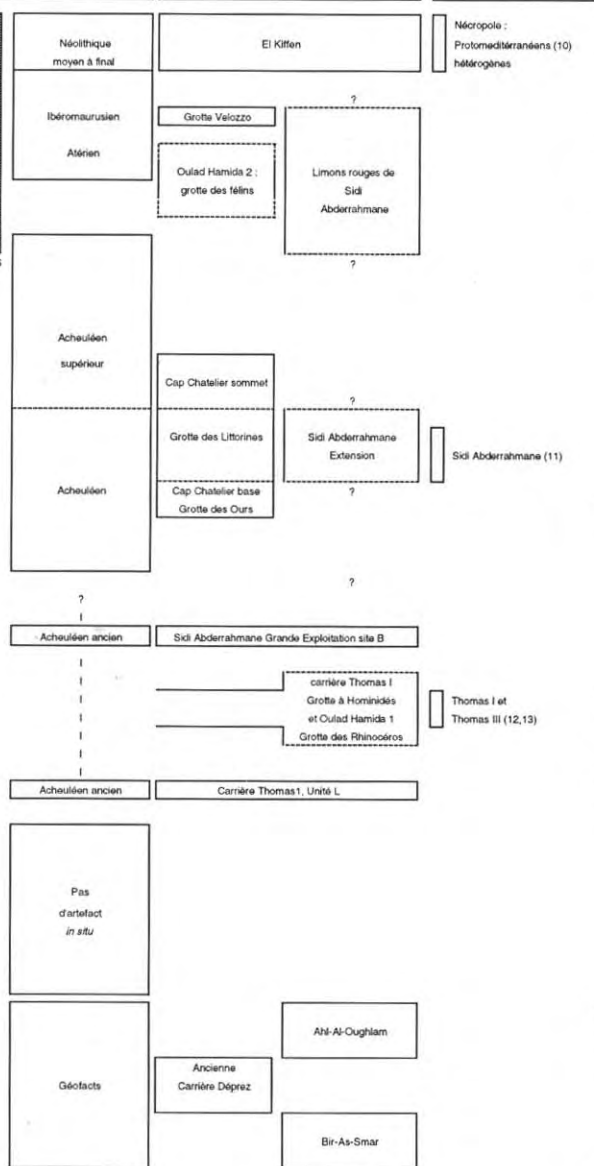 Néolithique
moyen à final
El Kiffen
Nécropole :
Protomeditérranéens (10)
hétérogènes
Ibéromaurusien
Atérien
Grotte Velozzo
Oulad Hamida 2 :
grotte des félins
?
Limons rouges de
Sidi
Abderrahmane
?
Acheuléen
supérieur
Cap Chatelier sommet
?
Acheuléen
Grotte des Littorines
Cap Chatelier base
Grotte des Ours
Sidi Abderrahmane
Extension
?
Sidi Abderrahmane (11)
?
?
Acheuléen ancien
Sidi Abderrahmane Grande Exploitation site B
carrière Thomas I
Grotte à Hominidés
et Oulad Hamida 1
Grotte des Rhinocéros
Thomas I et
Thomas III (12,13)
Acheuléen ancien
Carrière Thomas1, Unité L
Pas
d'artefact
in situ
Géofacts
Ancienne
Carrière Déprez
Ahl-Al-Oughlam
Bir-As-Smar